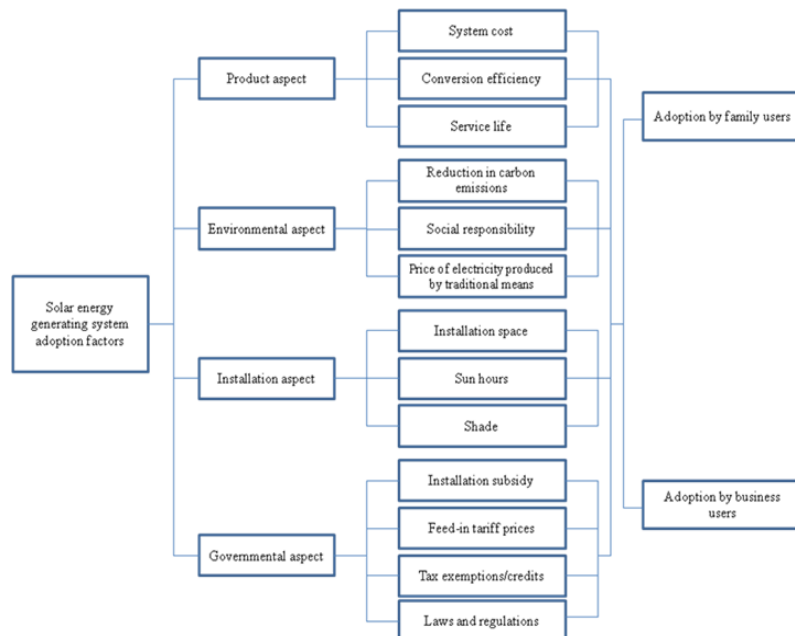 Solar energy
generating system
adoption factors
Product aspect
Environmental aspect
Installation aspect
Governmental aspect
System cost
Conversion efficiency
Service life
Reduction in carbon
emissions
Social responsibility
Price of electricity produced
by traditional means
Installation space
Sun hours
Shade
Installation subsidy
Feed-in tariff prices
Tax exemptions/credits
Laws and regulations
Adoption by family users
Adoption by business
users